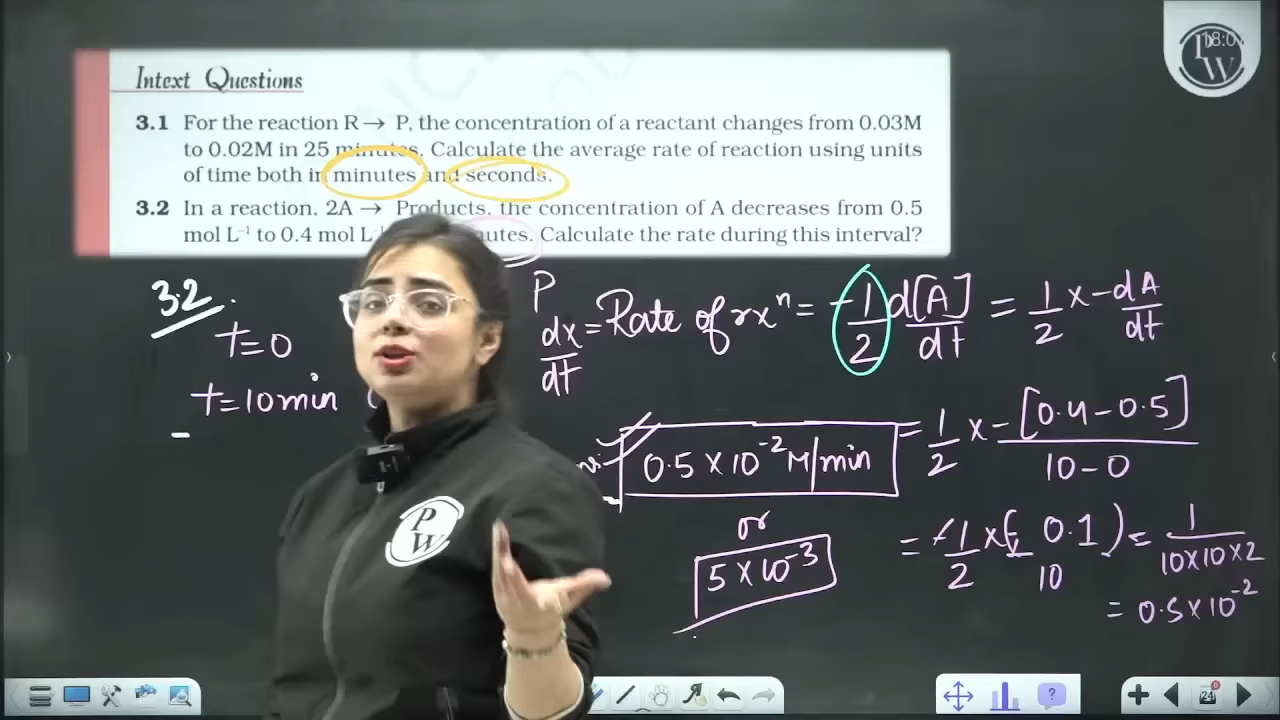 Intext Questions
3.1 For the reaction R → P, the concentration of a reactant changes from 0.03M
to 0.02M in 25 minutes. Calculate the average rate of reaction using units
of time both in minutes and seconds.
3.2 In a reaction, 2A → Products, the concentration of A decreases from 0.5
mol L⁻¹ to 0.4 mol L⁻¹ Calculate the rate during this interval?
3.2.
t=0
t=10min
P
dx/dt = Rate of rxⁿ = -1/2 d[A]/dt = 1/2 x -dA/dt
0.5 × 10⁻² M/min = 1/2 x -[0.4-0.5]/10-0
or
5 × 10⁻³
= -1/2 x (- 0.1/10) = 1/10×10×2
= 0.5×10⁻²
P
W
PW
24